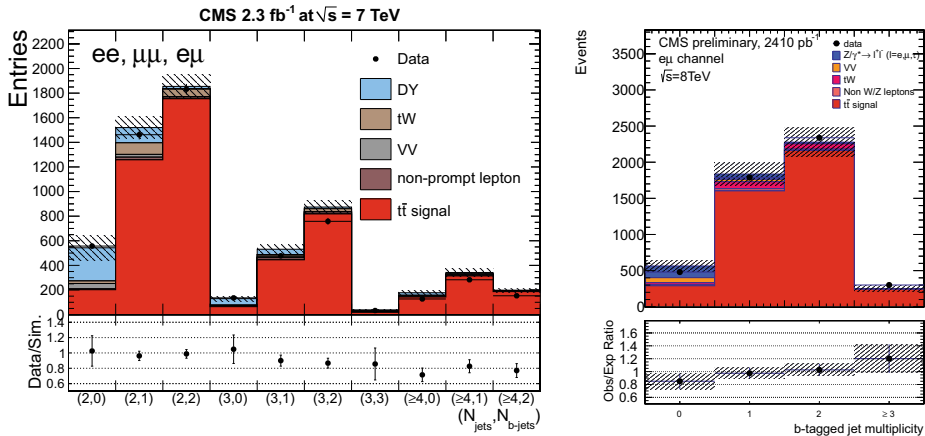 CMS 2.3 fb⁻¹ at √s = 7 TeV
Entries
2200
2000
1800
1600
1400
1200
1000
800
600
400
200
0
ee, μμ, eμ
Data
DY
tW
VV
non-prompt lepton
tt̄ signal
Data/Sim.
1.4
1.2
1
0.8
0.6
(2,0) (2,1) (2,2) (3,0) (3,1) (3,2) (3,3) (≥4,0) (≥4,1) (≥4,2)
(N_jets, N_b-jets)
Events
3500
3000
2500
2000
1500
1000
500
0
CMS preliminary, 2410 pb⁻¹
eμ channel
√s=8TeV
data
Z/γ*→ l⁺l⁻ (l=e,μ,τ)
VV
tW
Non W/Z leptons
tt̄ signal
Obs/Exp Ratio
1.6
1.4
1.2
1
0.8
0.6
0 1 2 ≥ 3
b-tagged jet multiplicity